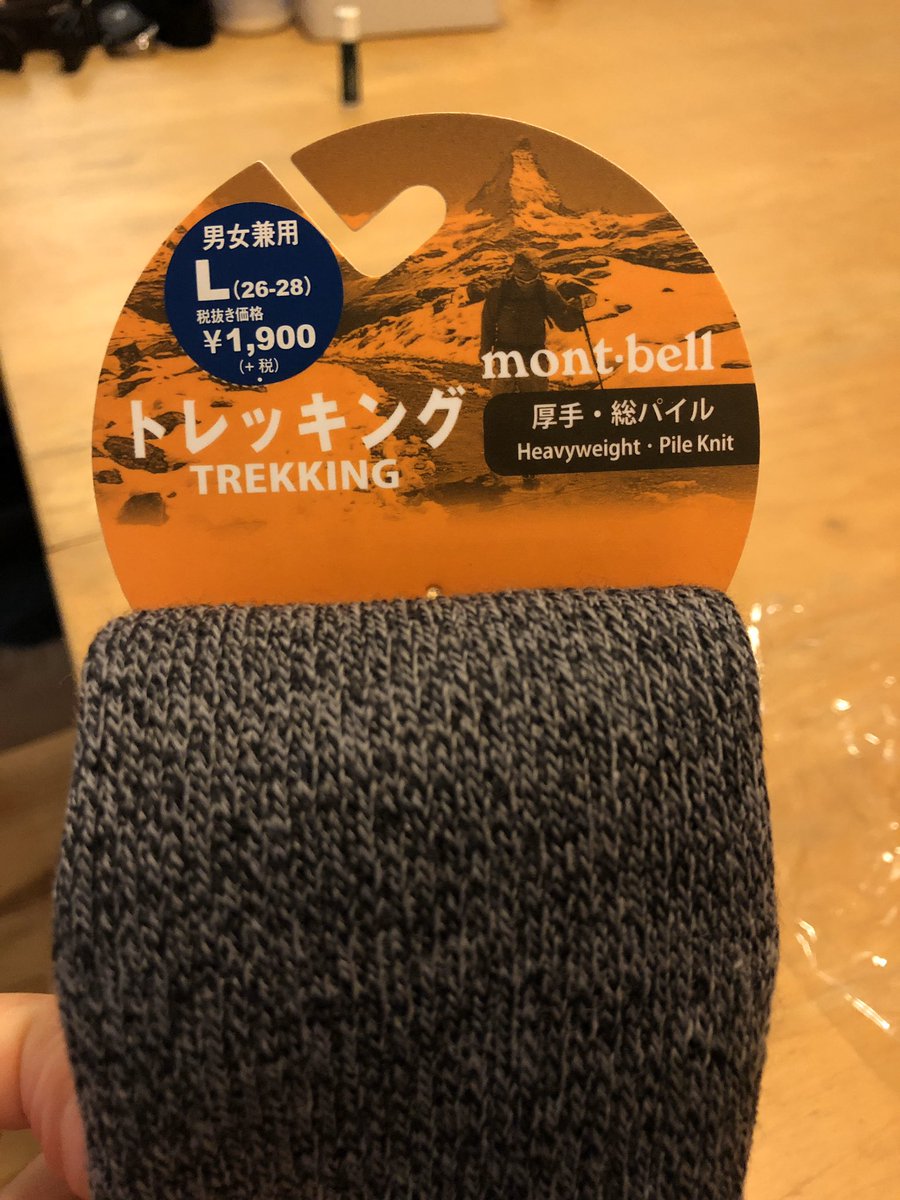 男女兼用
L(26-28)
税抜き価格
¥1,900
(+ 税)
mont·bell
トレッキング
TREKKING
厚手・総パイル
Heavyweight・Pile Knit